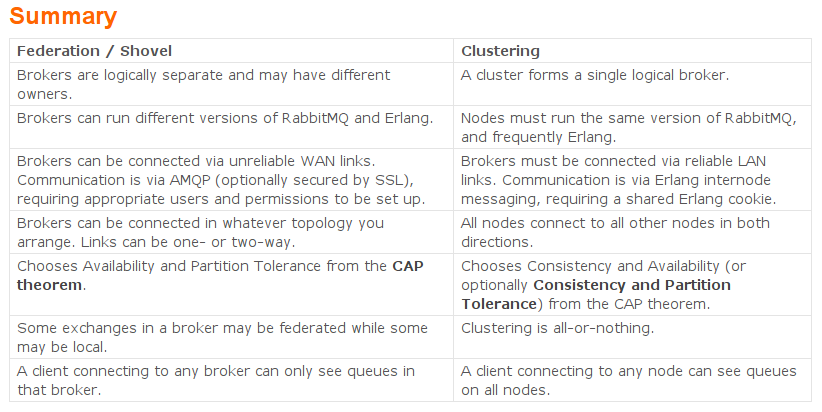 Summary
Federation / Shovel
Clustering
Brokers are logically separate and may have different
owners.
A cluster forms a single logical broker.
Brokers can run different versions of RabbitMQ and Erlang.
Nodes must run the same version of RabbitMQ,
and frequently Erlang.
Brokers can be connected via unreliable WAN links.
Communication is via AMQP (optionally secured by SSL),
requiring appropriate users and permissions to be set up.
Brokers must be connected via reliable LAN
links. Communication is via Erlang internode
messaging, requiring a shared Erlang cookie.
Brokers can be connected in whatever topology you
arrange. Links can be one- or two-way.
All nodes connect to all other nodes in both
directions.
Chooses Availability and Partition Tolerance from the CAP
theorem.
Chooses Consistency and Availability (or
optionally Consistency and Partition
Tolerance) from the CAP theorem.
Some exchanges in a broker may be federated while some
may be local.
Clustering is all-or-nothing.
A client connecting to any broker can only see queues in
that broker.
A client connecting to any node can see queues
on all nodes.